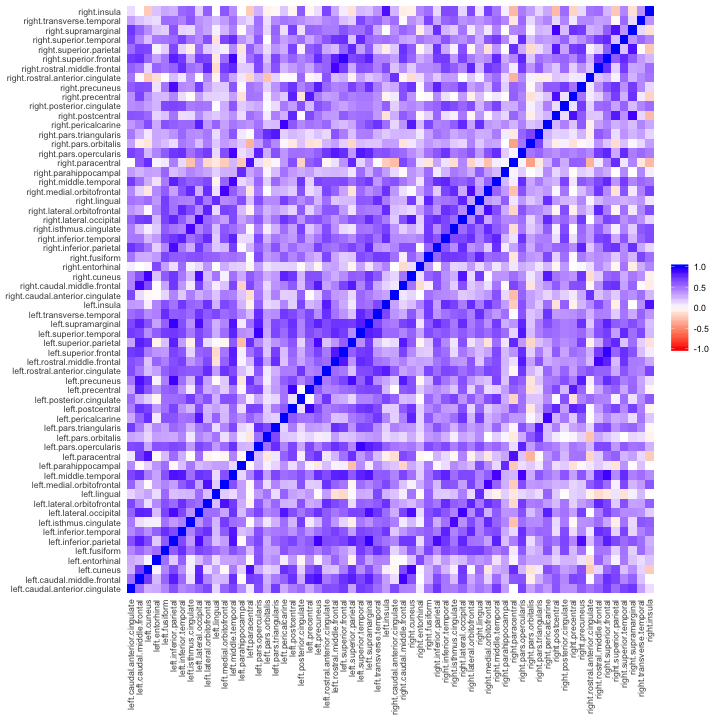 right.insula
right.transverse.temporal
right.supramarginal
right.superior.temporal
right.superior.parietal
right.superior.frontal
right.rostral.middle.frontal
right.rostral.anterior.cingulate
right.precuneus
right.precentral
right.posterior.cingulate
right.postcentral
right.pericalcarine
right.pars.triangularis
right.pars.orbitalis
right.pars.opercularis
right.paracentral
right.parahippocampal
right.middle.temporal
right.medial.orbitofrontal
right.lingual
right.lateral.orbitofrontal
right.lateral.occipital
right.isthmus.cingulate
right.inferior.temporal
right.inferior.parietal
right.fusiform
right.entorhinal
right.cuneus
right.caudal.middle.frontal
right.caudal.anterior.cingulate
left.insula
left.transverse.temporal
left.supramarginal
left.superior.temporal
left.superior.parietal
left.superior.frontal
left.rostral.middle.frontal
left.rostral.anterior.cingulate
left.precuneus
left.precentral
left.posterior.cingulate
left.postcentral
left.pericalcarine
left.pars.triangularis
left.pars.orbitalis
left.pars.opercularis
left.paracentral
left.parahippocampal
left.middle.temporal
left.medial.orbitofrontal
left.lingual
left.lateral.orbitofrontal
left.lateral.occipital
left.isthmus.cingulate
left.inferior.temporal
left.inferior.parietal
left.fusiform
left.entorhinal
left.cuneus
left.caudal.middle.frontal
left.caudal.anterior.cingulate
left.caudal.anterior.cingulate
left.caudal.middle.frontal
left.cuneus
left.entorhinal
left.fusiform
left.inferior.parietal
left.inferior.temporal
left.isthmus.cingulate
left.lateral.occipital
left.lateral.orbitofrontal
left.lingual
left.medial.orbitofrontal
left.middle.temporal
left.parahippocampal
left.paracentral
left.pars.opercularis
left.pars.orbitalis
left.pars.triangularis
left.pericalcarine
left.postcentral
left.posterior.cingulate
left.precentral
left.precuneus
left.rostral.anterior.cingulate
left.rostral.middle.frontal
left.superior.frontal
left.superior.parietal
left.superior.temporal
left.supramarginal
left.transverse.temporal
left.insula
right.caudal.anterior.cingulate
right.caudal.middle.frontal
right.cuneus
right.entorhinal
right.fusiform
right.inferior.parietal
right.inferior.temporal
right.isthmus.cingulate
right.lateral.occipital
right.lateral.orbitofrontal
right.lingual
right.medial.orbitofrontal
right.middle.temporal
right.parahippocampal
right.paracentral
right.pars.opercularis
right.pars.orbitalis
right.pars.triangularis
right.pericalcarine
right.postcentral
right.posterior.cingulate
right.precentral
right.precuneus
right.rostral.anterior.cingulate
right.rostral.middle.frontal
right.superior.frontal
right.superior.parietal
right.superior.temporal
right.supramarginal
right.transverse.temporal
right.insula
1.0
0.5
0.0
-0.5
-1.0